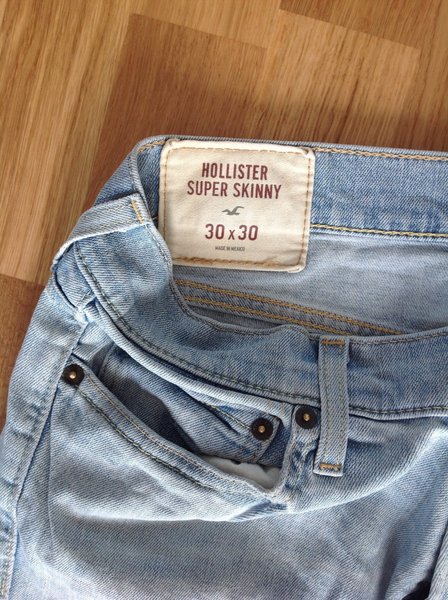 HOLLISTER
SUPER SKINNY
30 x 30
MADE IN MEXICO